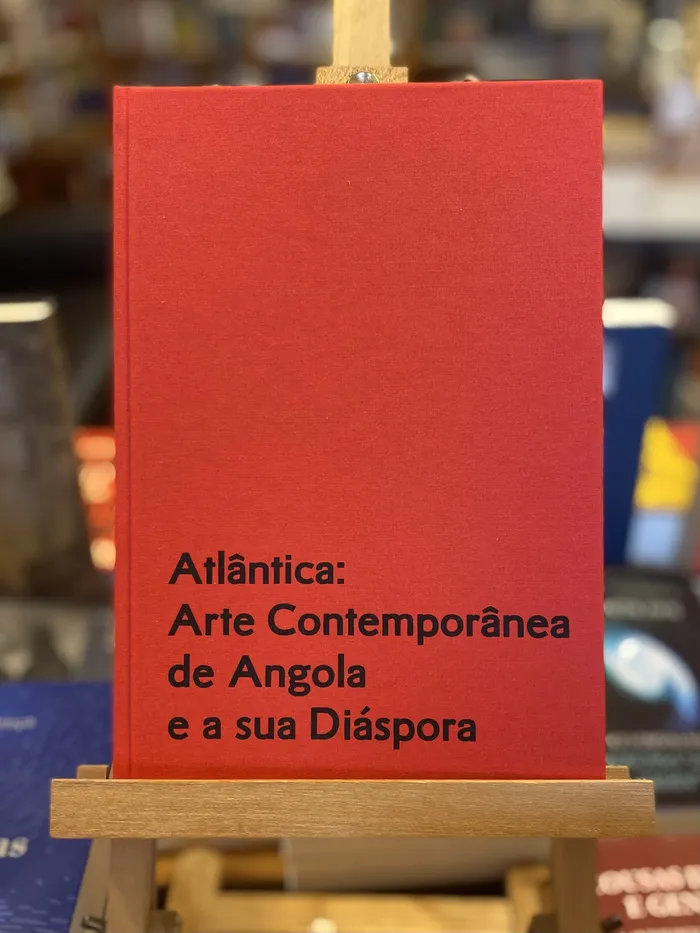 Atlântica:
Arte Contemporânea
de Angola
e a sua Diáspora